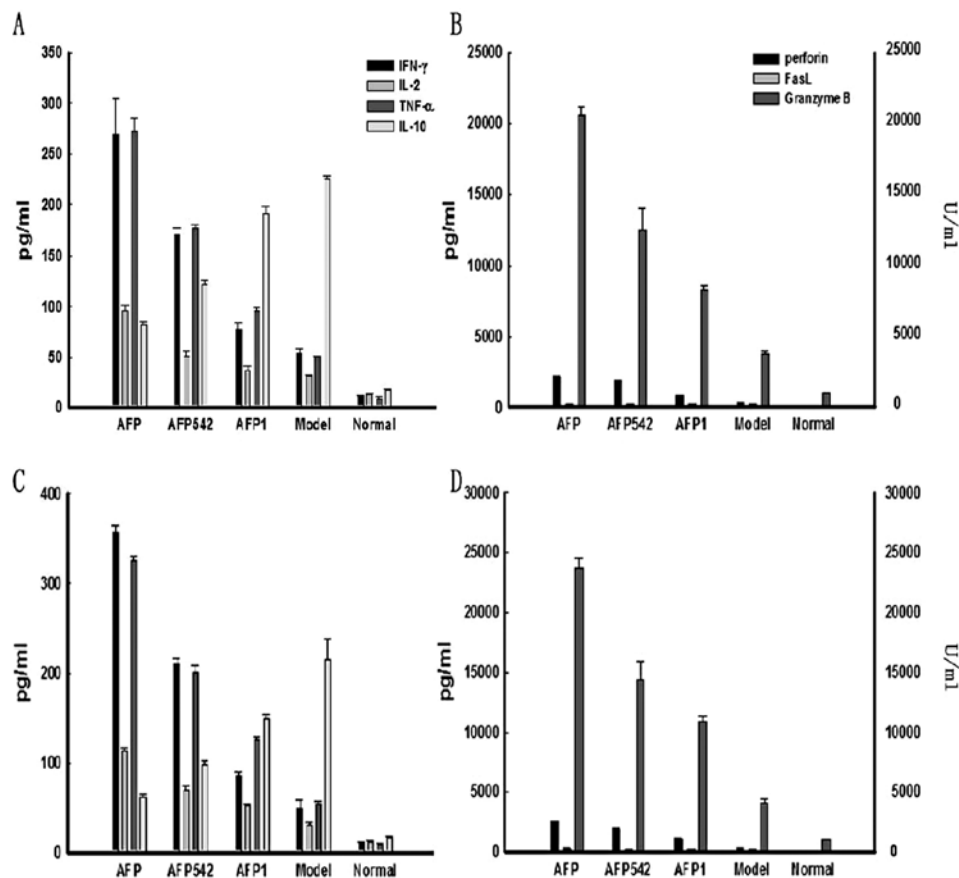 A
350
300
250
200
150
100
50
0
pg/ml
IFN-γ
IL-2
TNF-α
IL-10
AFP AFP542 AFP1 Model Normal
B
25000
20000
15000
10000
5000
0
pg/ml
perforin
FasL
Granzyme B
25000
20000
15000
10000
5000
0
U/ml
AFP AFP542 AFP1 Model Normal
C
400
300
200
100
0
pg/ml
AFP AFP542 AFP1 Model Normal
D
30000
25000
20000
15000
10000
5000
0
pg/ml
30000
25000
20000
15000
10000
5000
0
U/ml
AFP AFP542 AFP1 Model Normal